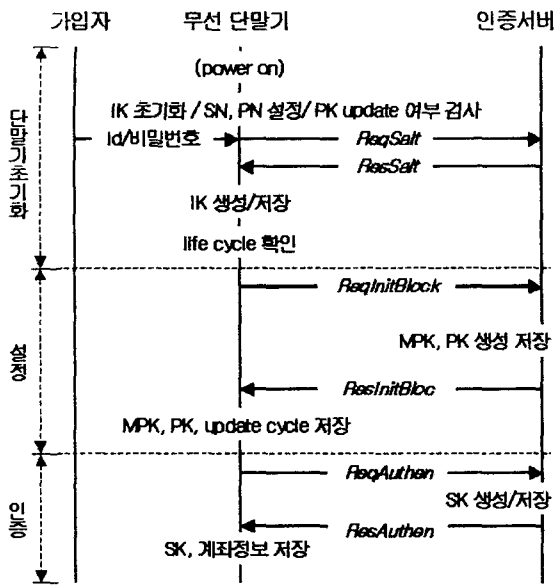 가입자 무선 단말기 인증서버
(power on)
IK 초기화 / SN, PN 설정/ PK update 여부 검사
id/비밀번호 ReqSalt
ResSalt
IK 생성/저장
life cycle 확인
단말기초기화
ReqInitBlock
MPK, PK 생성 저장
ResInitBloc
MPK, PK, update cycle 저장
설정
ReqAuthen
SK 생성/저장
ResAuthen
SK, 계좌정보 저장
인증